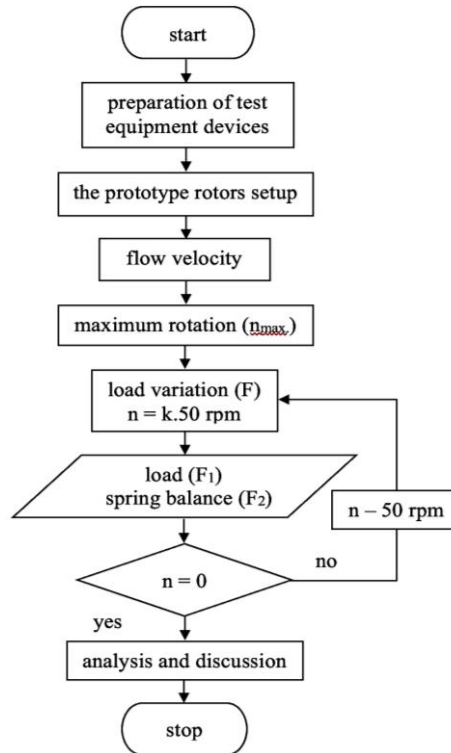 start
preparation of test
equipment devices
the prototype rotors setup
flow velocity
maximum rotation (nmax.)
load variation (F)
n = k.50 rpm
load (F₁)
spring balance (F₂)
n – 50 rpm
n = 0
no
yes
analysis and discussion
stop